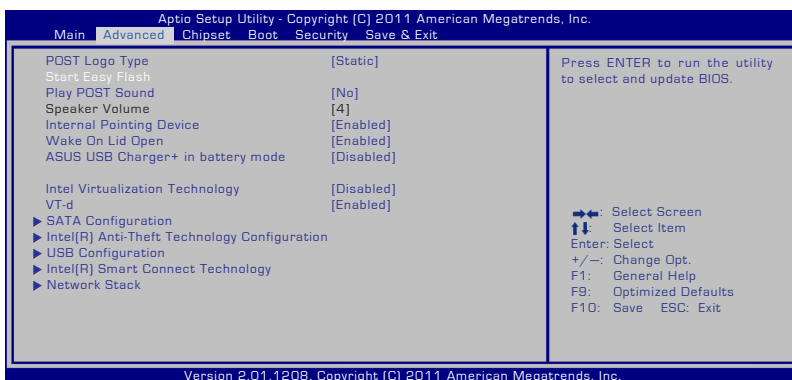 Aptio Setup Utility - Copyright (C) 2011 American Megatrends, Inc.
Main Advanced Chipset Boot Security Save & Exit
POST Logo Type [Static]
Start Easy Flash
Play POST Sound [No]
Speaker Volume [4]
Internal Pointing Device [Enabled]
Wake On Lid Open [Enabled]
ASUS USB Charger+ in battery mode [Disabled]
Intel Virtualization Technology [Disabled]
VT-d [Enabled]
SATA Configuration
Intel(R) Anti-Theft Technology Configuration
USB Configuration
Intel(R) Smart Connect Technology
Network Stack
Press ENTER to run the utility
to select and update BIOS.
: Select Screen
: Select Item
Enter: Select
+/—: Change Opt.
F1: General Help
F9: Optimized Defaults
F10: Save ESC: Exit
Version 2.01.1208. Copyright (C) 2011 American Megatrends, Inc.